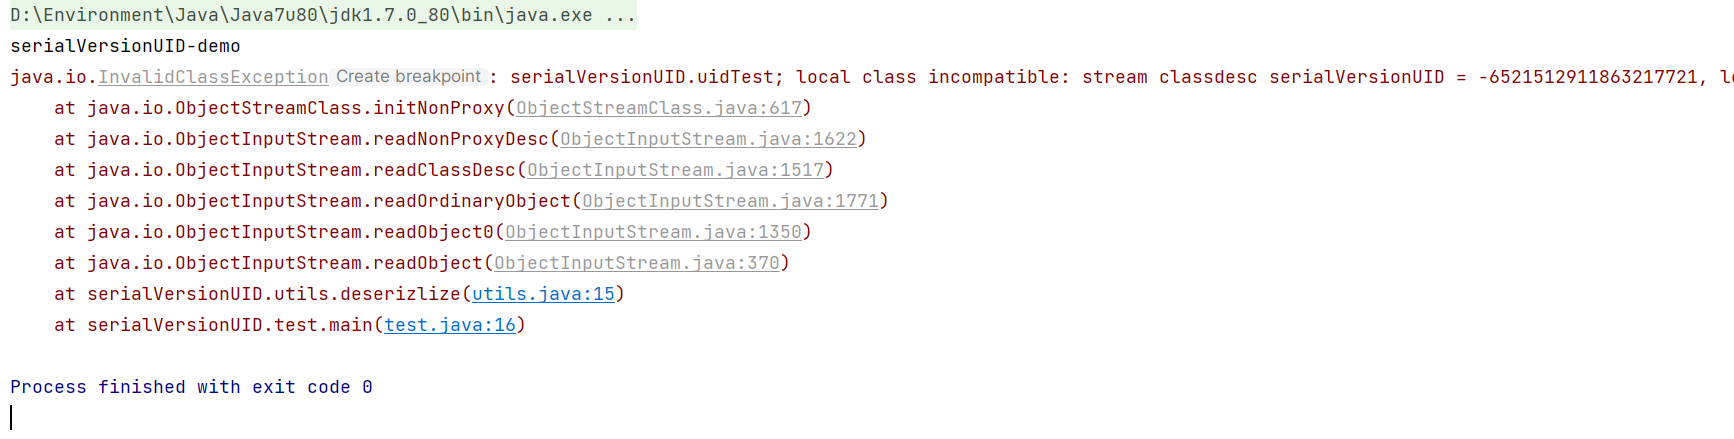 D:\Environment\Java\Java7u80\jdk1.7.0_80\bin\java.exe ...
serialVersionUID-demo
java.io.InvalidClassException Create breakpoint : serialVersionUID.uidTest; local class incompatible: stream classdesc serialVersionUID = -6521512911863217721,
    at java.io.ObjectStreamClass.initNonProxy(ObjectStreamClass.java:617)
    at java.io.ObjectInputStream.readNonProxyDesc(ObjectInputStream.java:1622)
    at java.io.ObjectInputStream.readClassDesc(ObjectInputStream.java:1517)
    at java.io.ObjectInputStream.readOrdinaryObject(ObjectInputStream.java:1771)
    at java.io.ObjectInputStream.readObject0(ObjectInputStream.java:1350)
    at java.io.ObjectInputStream.readObject(ObjectInputStream.java:370)
    at serialVersionUID.utils.deserizlize(utils.java:15)
    at serialVersionUID.test.main(test.java:16)
Process finished with exit code 0